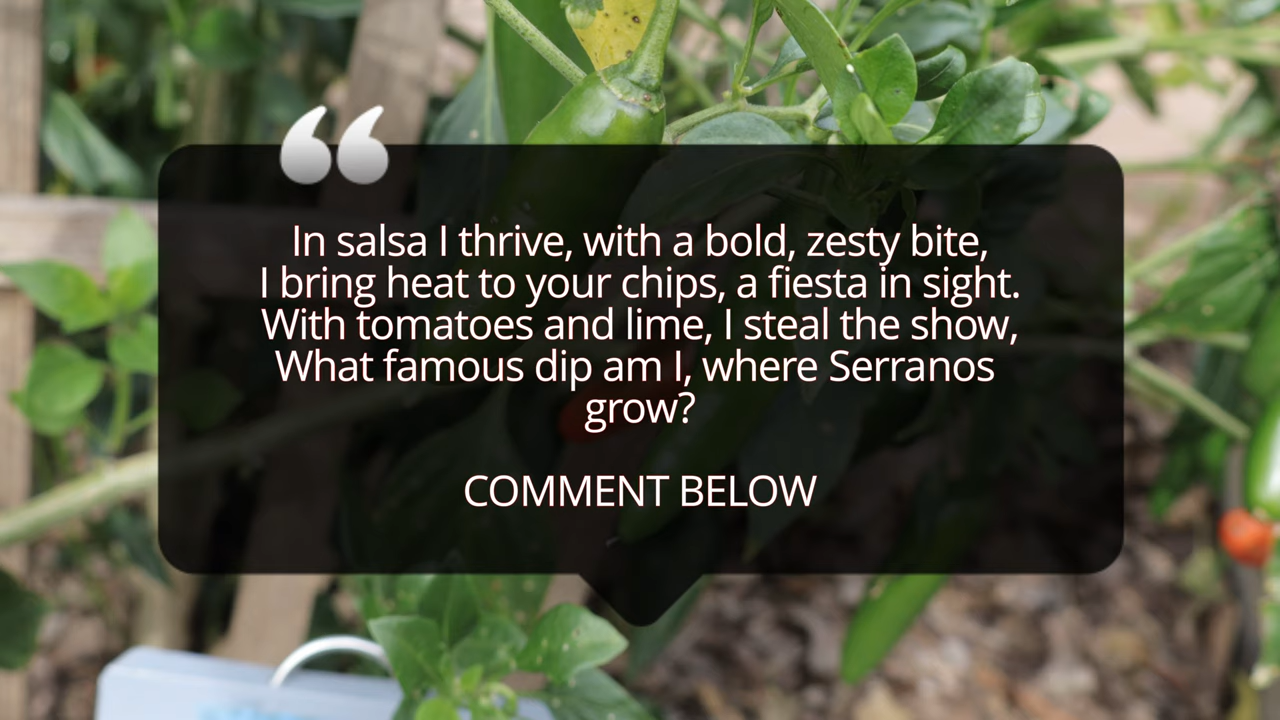 In salsa I thrive, with a bold, zesty bite,
I bring heat to your chips, a fiesta in sight.
With tomatoes and lime, I steal the show,
What famous dip am I, where Serranos
grow?
COMMENT BELOW